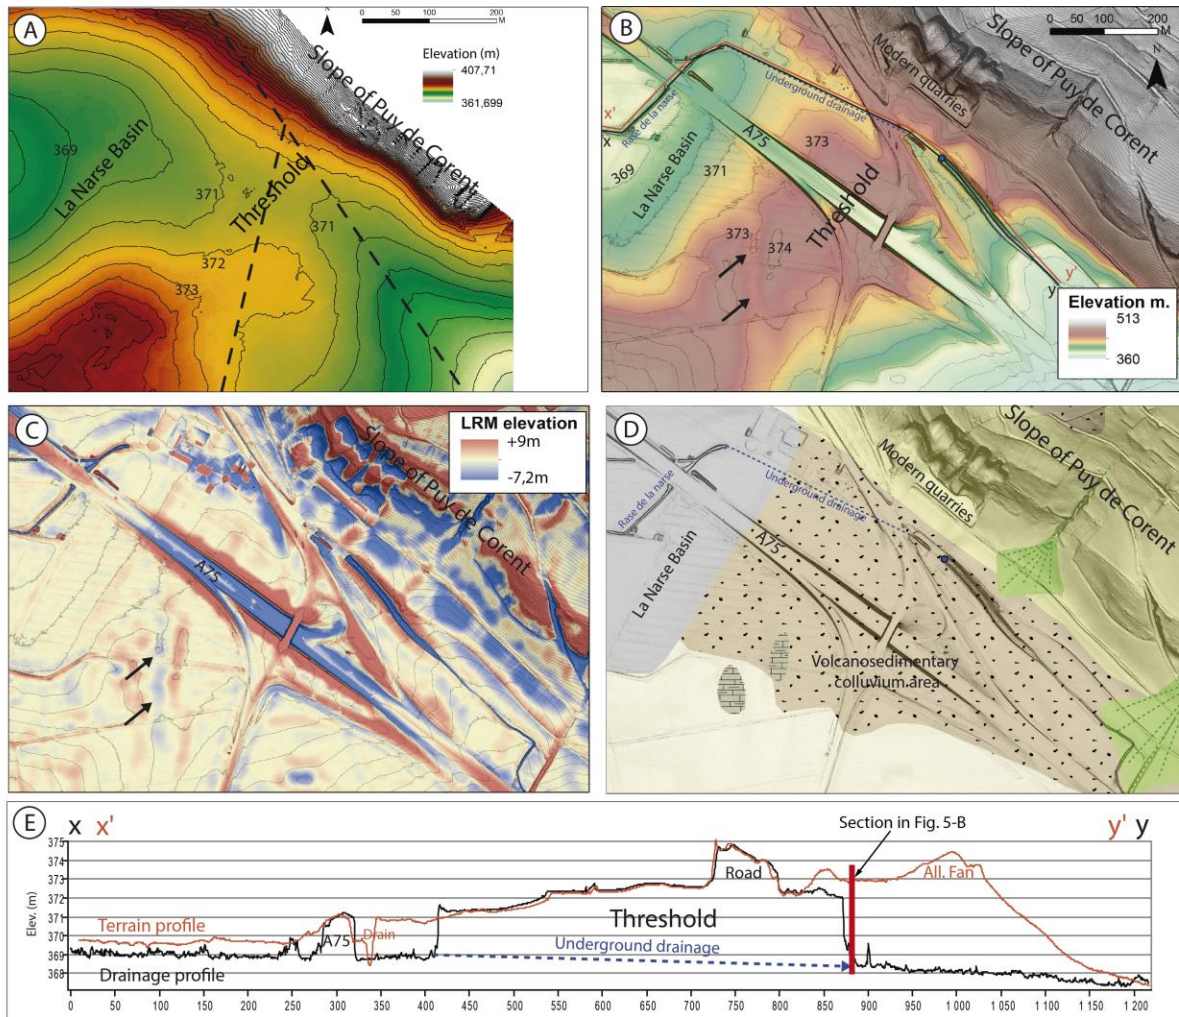 A
0 50 100 200
M
N
Elevation (m)
407,71
361,699
Slope of Puy de Corent
369
La Narse Basin
371
Threshold
371
372
373
B
0 50 100 200
M
N
Slope of Puy de Corent
Modern quarries
Underground drainage
x'
x
Rase de la narse
A75
373
La Narse Basin
369
371
Threshold
373
374
y'
y
Elevation m.
513
360
C
LRM elevation
+9m
-7,2m
Slope of Puy de Corent
A75
D
Slope of Puy de Corent
Modern quarries
Underground drainage
Rase de la narse
A75
La Narse Basin
Volcanosedimentary
colluvium area
E
x x'
Section in Fig. 5-B
y' y
Elev. (m)
375
374
373
372
371
370
369
368
Road
All. Fan
Terrain profile
A75
Drain
Threshold
Underground drainage
Drainage profile
0 50 100 150 200 250 300 350 400 450 500 550 600 650 700 750 800 850 900 950 1 000 1 050 1 100 1 150 1 200